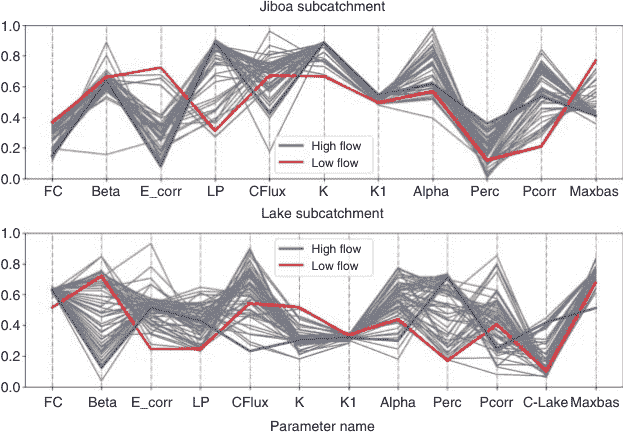 Jiboa subcatchment
1.0
0.8
0.6
0.4
0.2
0.0
High flow
Low flow
FC Beta E_corr LP CFlux K K1 Alpha Perc Pcorr Maxbas
Lake subcatchment
1.0
0.8
0.6
0.4
0.2
0.0
High flow
Low flow
FC Beta E_corr LP CFlux K K1 Alpha Perc Pcorr C-Lake Maxbas
Parameter name